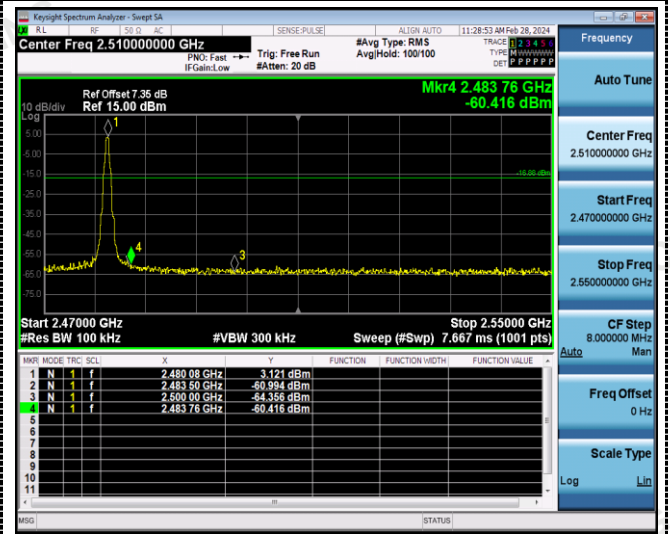 Keysight Spectrum Analyzer - Swept SA
RL RF 50 Ω AC SENSE:PULSE ALIGN AUTO 11:28:53 AM Feb 28, 2024
Center Freq 2.510000000 GHz #Avg Type: RMS TRACE 1 2 3 4 5 6
PNO: Fast Trig: Free Run Avg|Hold: 100/100 TYPE M WWWWW
IFGain:Low #Atten: 20 dB DET P P P P P P
Frequency
Auto Tune
Center Freq
2.510000000 GHz
Start Freq
2.470000000 GHz
Stop Freq
2.550000000 GHz
CF Step
8.000000 MHz
Auto Man
Freq Offset
0 Hz
Scale Type
Log Lin
Mkr4 2.483 76 GHz
-60.416 dBm
Ref Offset 7.35 dB
10 dB/div Ref 15.00 dBm
Log
1
5.00
-5.00
-15.0
-16.88 dBm
-25.0
-35.0
-45.0
-55.0
4 3
-65.0
-75.0
Start 2.47000 GHz Stop 2.55000 GHz
#Res BW 100 kHz #VBW 300 kHz Sweep (#Swp) 7.667 ms (1001 pts)
MKR MODE TRC SCL X Y FUNCTION FUNCTION WIDTH FUNCTION VALUE
1 N 1 f 2.480 08 GHz 3.121 dBm
2 N 1 f 2.483 50 GHz -60.994 dBm
3 N 1 f 2.500 00 GHz -64.356 dBm
4 N 1 f 2.483 76 GHz -60.416 dBm
5
6
7
8
9
10
11
MSG STATUS